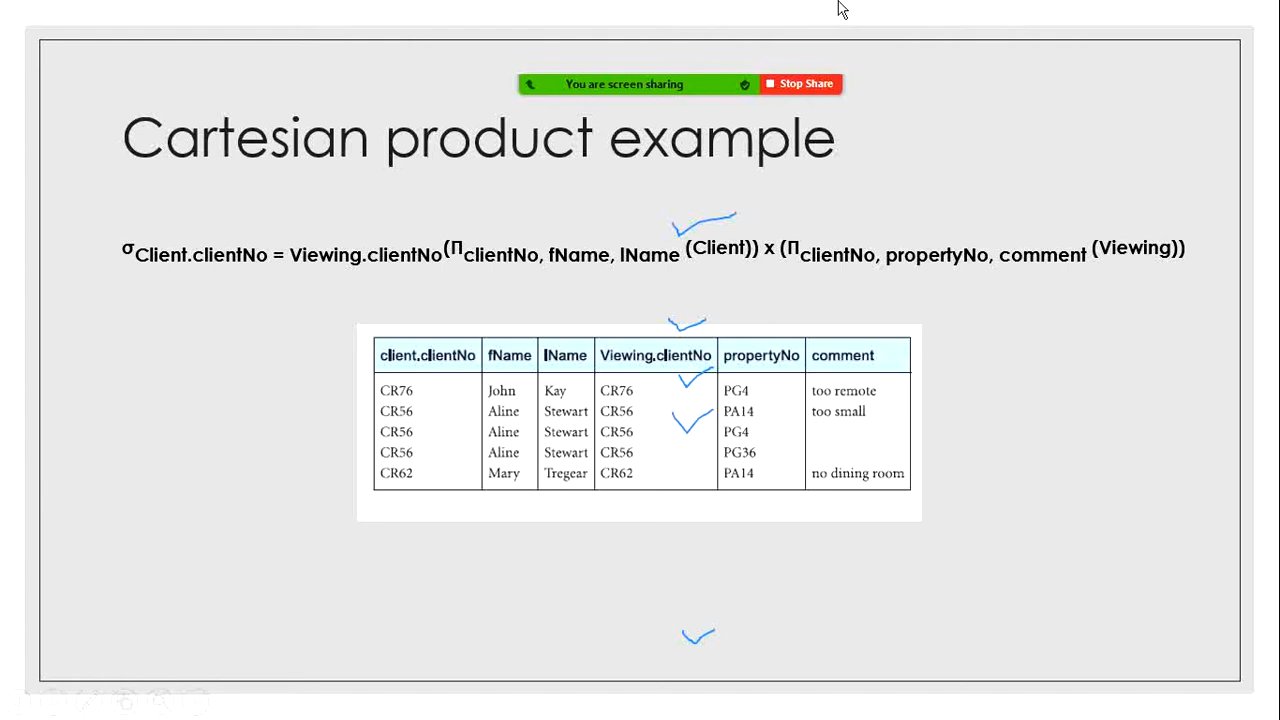 You are screen sharing Stop Share
Cartesian product example
σClient.clientNo = Viewing.clientNo(ΠclientNo, fName, lName (Client)) x (ΠclientNo, propertyNo, comment (Viewing))
client.clientNo fName lName Viewing.clientNo propertyNo comment
CR76 John Kay CR76 PG4 too remote
CR56 Aline Stewart CR56 PA14 too small
CR56 Aline Stewart CR56 PG4
CR56 Aline Stewart CR56 PG36
CR62 Mary Tregear CR62 PA14 no dining room